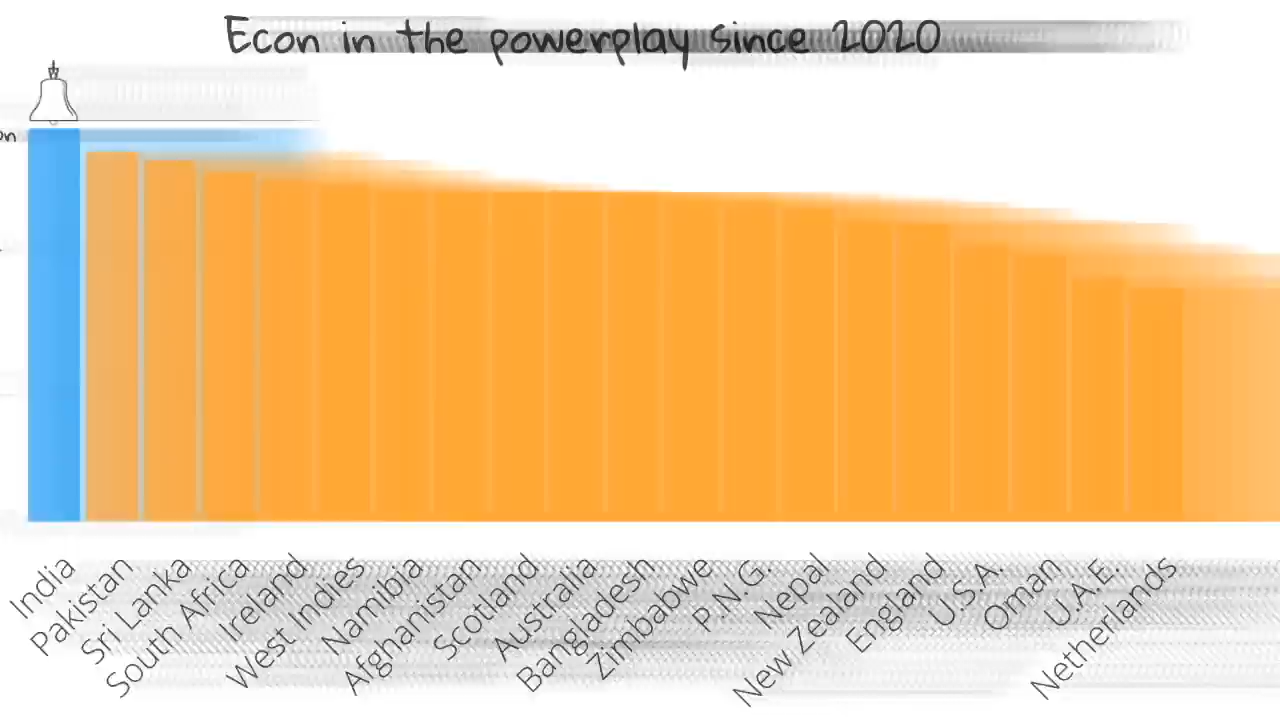 Econ in the powerplay since 2020
India
Pakistan
Sri Lanka
South Africa
Ireland
West Indies
Namibia
Afghanistan
Scotland
Australia
Bangladesh
Zimbabwe
P.N.G.
Nepal
New Zealand
England
U.S.A.
Oman
U.A.E.
Netherlands